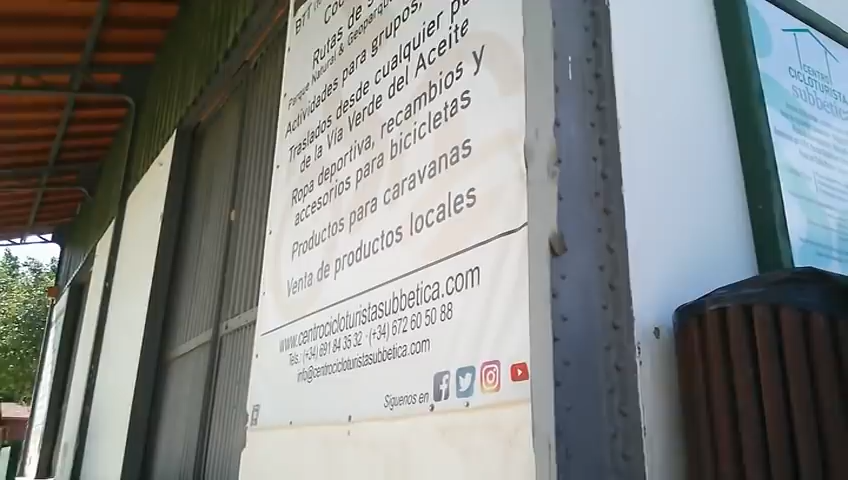 BTT
Rutas de
Parque Natural & Geoparque
Actividades para grupos,
Traslados desde cualquier
de la Vía Verde del Aceite
Ropa deportiva, recambios y
accesorios para bicicletas
Productos para caravanas
Venta de productos locales
www.centrocicloturistasubbetica.com
Tels.: (+34) 691 84 35 32 · (+34) 672 60 50 88
info@centrocicloturistasubbetica.com
Síguenos en
CENTRO
CICLOTURISTA
subbética